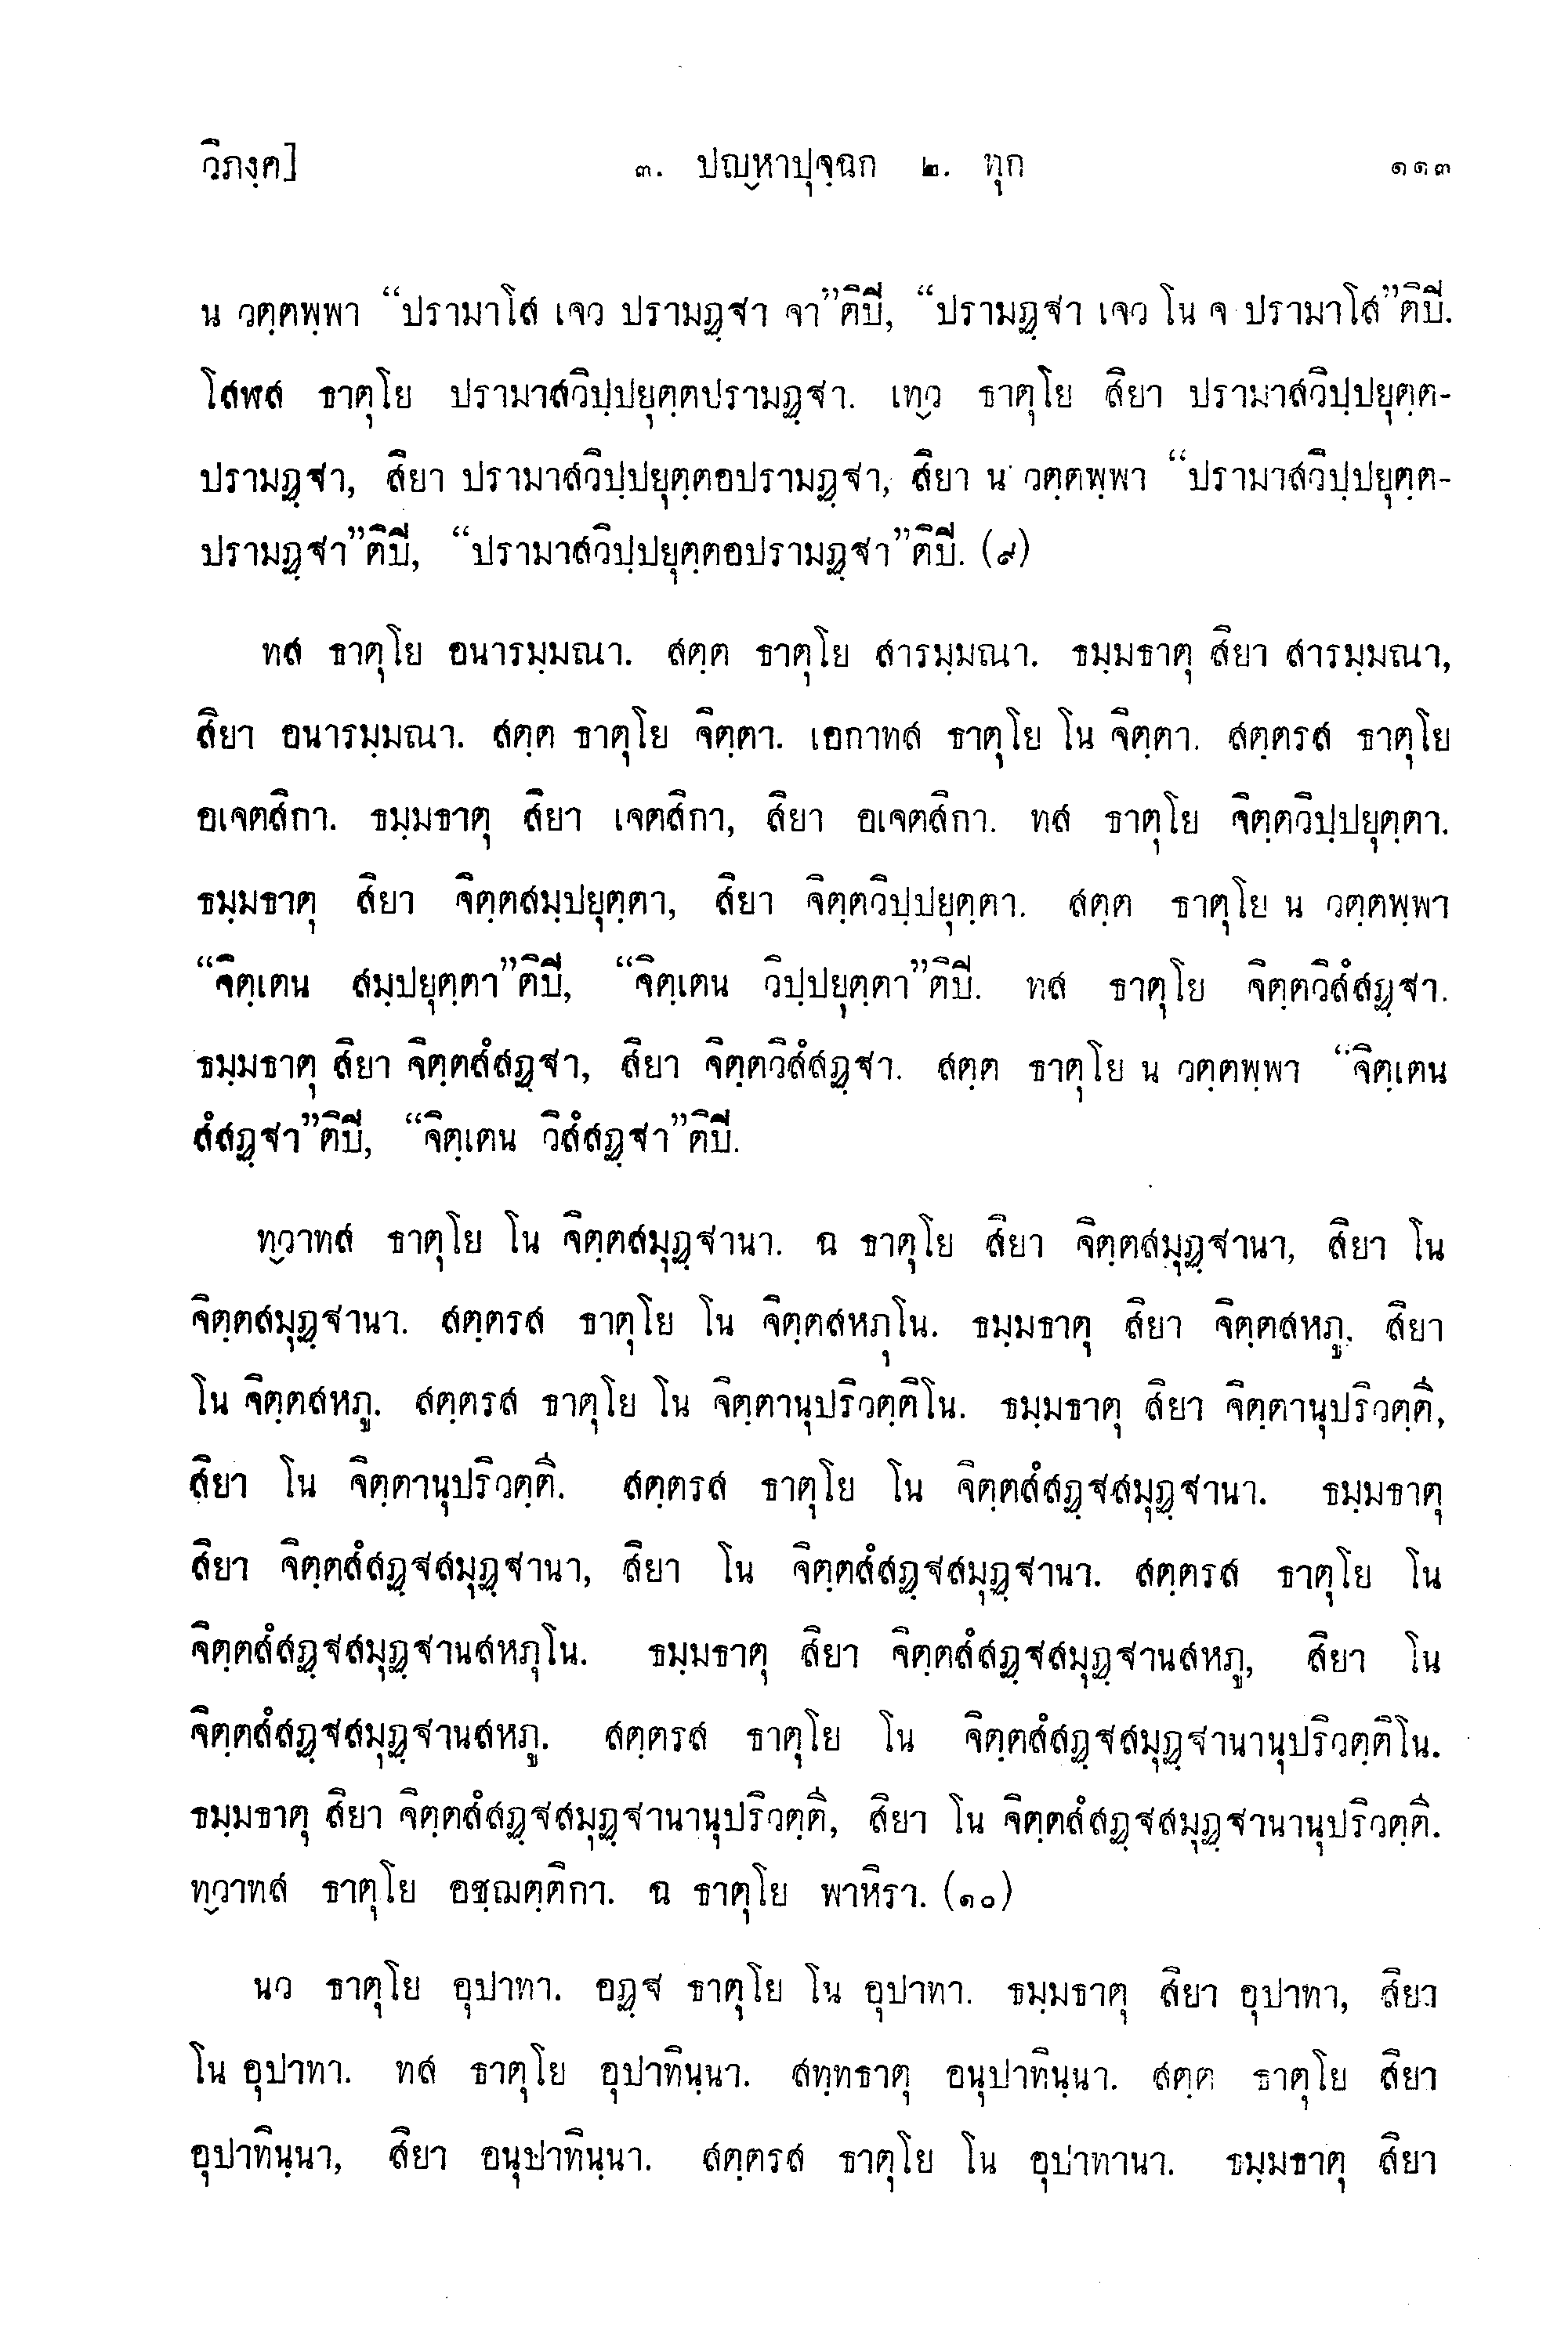 วิภงฺค]	๓. ปญฺหาปุจฺฉก ๒. ทุก	๑๑๓
น วตฺตพฺพา “ปรามาโส เจว ปรามฏฺฐา จา”ติปี, “ปรามฏฺฐา เจว โน จ ปรามาโส”ติปี.
โสฬส ธาตุโย ปรามาสวิปฺปยุตฺตปรามฏฺฐา. เทฺว ธาตุโย สิยา ปรามาสวิปฺปยุตฺต-
ปรามฏฺฐา, สิยา ปรามาสวิปฺปยุตฺตอปรามฏฺฐา, สิยา น วตฺตพฺพา “ปรามาสวิปฺปยุตฺต-
ปรามฏฺฐา”ติปี, “ปรามาสวิปฺปยุตฺตอปรามฏฺฐา”ติปี. (๙)
ทส ธาตุโย อนารมฺมณา. สตฺต ธาตุโย สารมฺมณา. ธมฺมธาตุ สิยา สารมฺมณา,
สิยา อนารมฺมณา. สตฺต ธาตุโย จิตฺตา. เอกาทส ธาตุโย โน จิตฺตา. สตฺตรส ธาตุโย
อเจตสิกา. ธมฺมธาตุ สิยา เจตสิกา, สิยา อเจตสิกา. ทส ธาตุโย จิตฺตวิปฺปยุตฺตา.
ธมฺมธาตุ สิยา จิตฺตสมฺปยุตฺตา, สิยา จิตฺตวิปฺปยุตฺตา. สตฺต ธาตุโย น วตฺตพฺพา
“จิตฺเตน สมฺปยุตฺตา”ติปี, “จิตฺเตน วิปฺปยุตฺตา”ติปี. ทส ธาตุโย จิตฺตวิสํสฏฺฐา.
ธมฺมธาตุ สิยา จิตฺตสํสฏฺฐา, สิยา จิตฺตวิสํสฏฺฐา. สตฺต ธาตุโย น วตฺตพฺพา “จิตฺเตน
สํสฏฺฐา”ติปี, “จิตฺเตน วิสํสฏฺฐา”ติปี.
ทฺวาทส ธาตุโย โน จิตฺตสมุฏฺฐานา. ฉ ธาตุโย สิยา จิตฺตสมุฏฺฐานา, สิยา โน
จิตฺตสมุฏฺฐานา. สตฺตรส ธาตุโย โน จิตฺตสหภุโน. ธมฺมธาตุ สิยา จิตฺตสหภู, สิยา
โน จิตฺตสหภู. สตฺตรส ธาตุโย โน จิตฺตานุปริวตฺติโน. ธมฺมธาตุ สิยา จิตฺตานุปริวตฺติ,
สิยา โน จิตฺตานุปริวตฺติ. สตฺตรส ธาตุโย โน จิตฺตสํสฏฺฐสมุฏฺฐานา. ธมฺมธาตุ
สิยา จิตฺตสํสฏฺฐสมุฏฺฐานา, สิยา โน จิตฺตสํสฏฺฐสมุฏฺฐานา. สตฺตรส ธาตุโย โน
จิตฺตสํสฏฺฐสมุฏฺฐานสหภุโน. ธมฺมธาตุ สิยา จิตฺตสํสฏฺฐสมุฏฺฐานสหภู, สิยา โน
จิตฺตสํสฏฺฐสมุฏฺฐานสหภู. สตฺตรส ธาตุโย โน จิตฺตสํสฏฺฐสมุฏฺฐานานุปริวตฺติโน.
ธมฺมธาตุ สิยา จิตฺตสํสฏฺฐสมุฏฺฐานานุปริวตฺติ, สิยา โน จิตฺตสํสฏฺฐสมุฏฺฐานานุปริวตฺติ.
ทฺวาทส ธาตุโย อชฺฌตฺติกา. ฉ ธาตุโย พาหิรา. (๑๐)
นว ธาตุโย อุปาทา. อฏฺฐ ธาตุโย โน อุปาทา. ธมฺมธาตุ สิยา อุปาทา, สิยา
โน อุปาทา. ทส ธาตุโย อุปาทินฺนา. สทฺทธาตุ อนุปาทินฺนา. สตฺต ธาตุโย สิยา
อุปาทินฺนา, สิยา อนุปาทินฺนา. สตฺตรส ธาตุโย โน อุปาทานา. ธมฺมธาตุ สิยา